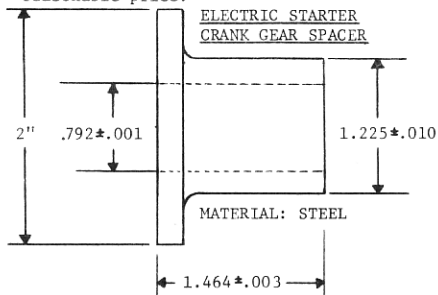 ELECTRIC STARTER
CRANK GEAR SPACER
2" .792±.001 1.225±.010
MATERIAL: STEEL
1.464±.003